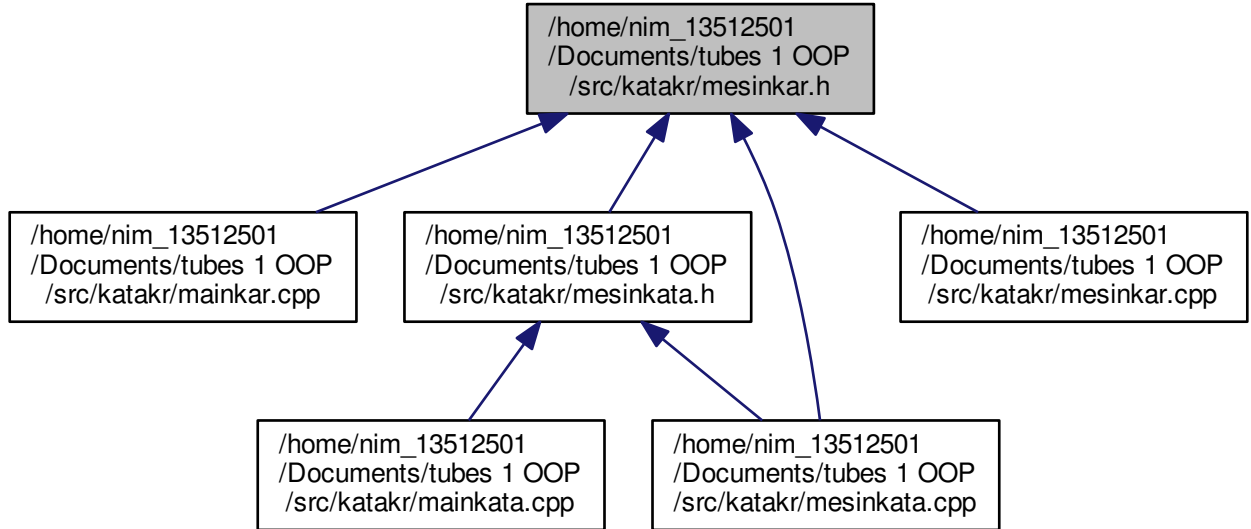 /home/nim_13512501
/Documents/tubes 1 OOP
/src/katakr/mesinkar.h
/home/nim_13512501
/Documents/tubes 1 OOP
/src/katakr/mainkar.cpp
/home/nim_13512501
/Documents/tubes 1 OOP
/src/katakr/mesinkata.h
/home/nim_13512501
/Documents/tubes 1 OOP
/src/katakr/mesinkar.cpp
/home/nim_13512501
/Documents/tubes 1 OOP
/src/katakr/mainkata.cpp
/home/nim_13512501
/Documents/tubes 1 OOP
/src/katakr/mesinkata.cpp